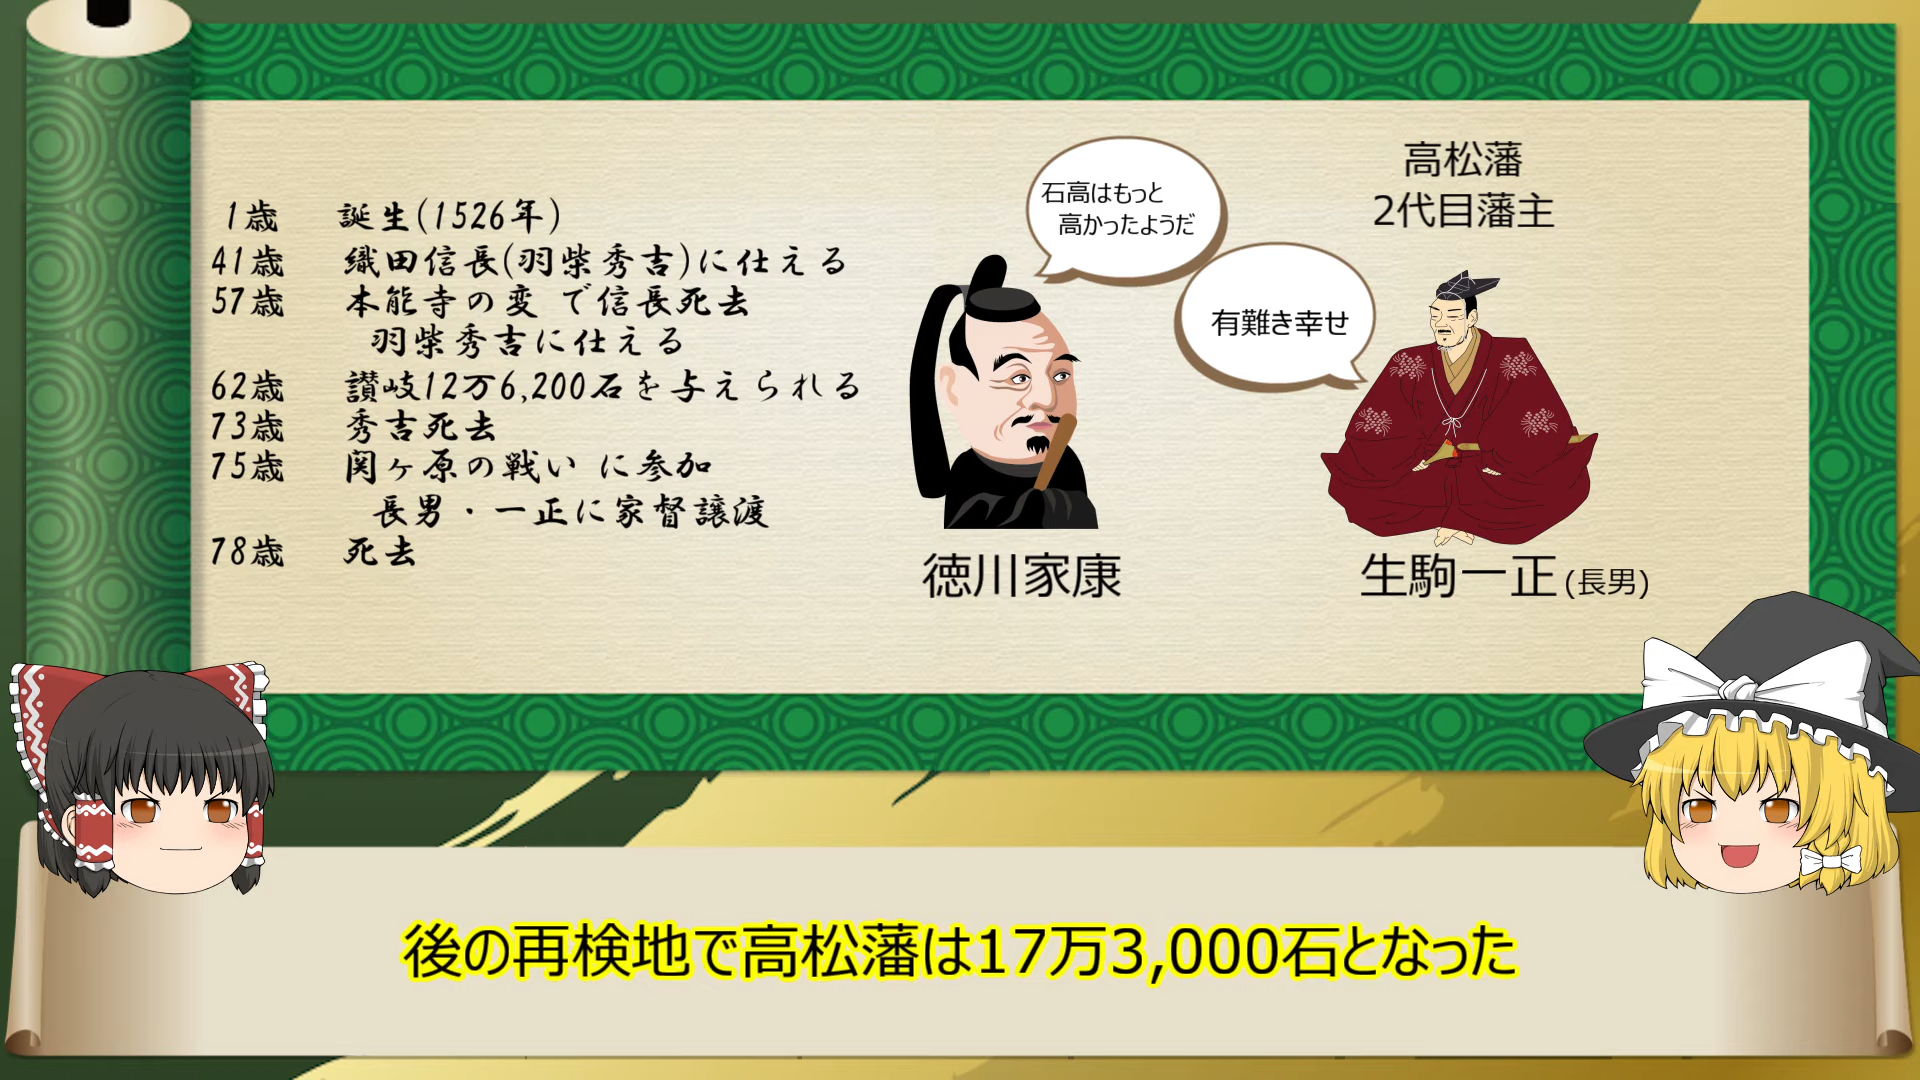 1歳 誕生(1526年)
41歳 織田信長(羽柴秀吉)に仕える
57歳 本能寺の変 で信長死去
羽柴秀吉に仕える
62歳 讃岐12万6,200石を与えられる
73歳 秀吉死去
75歳 関ヶ原の戦い に参加
長男・一正に家督譲渡
78歳 死去
石高はもっと
高かったようだ
有難き幸せ
高松藩
2代目藩主
徳川家康
生駒一正(長男)
後の再検地で高松藩は17万3,000石となった